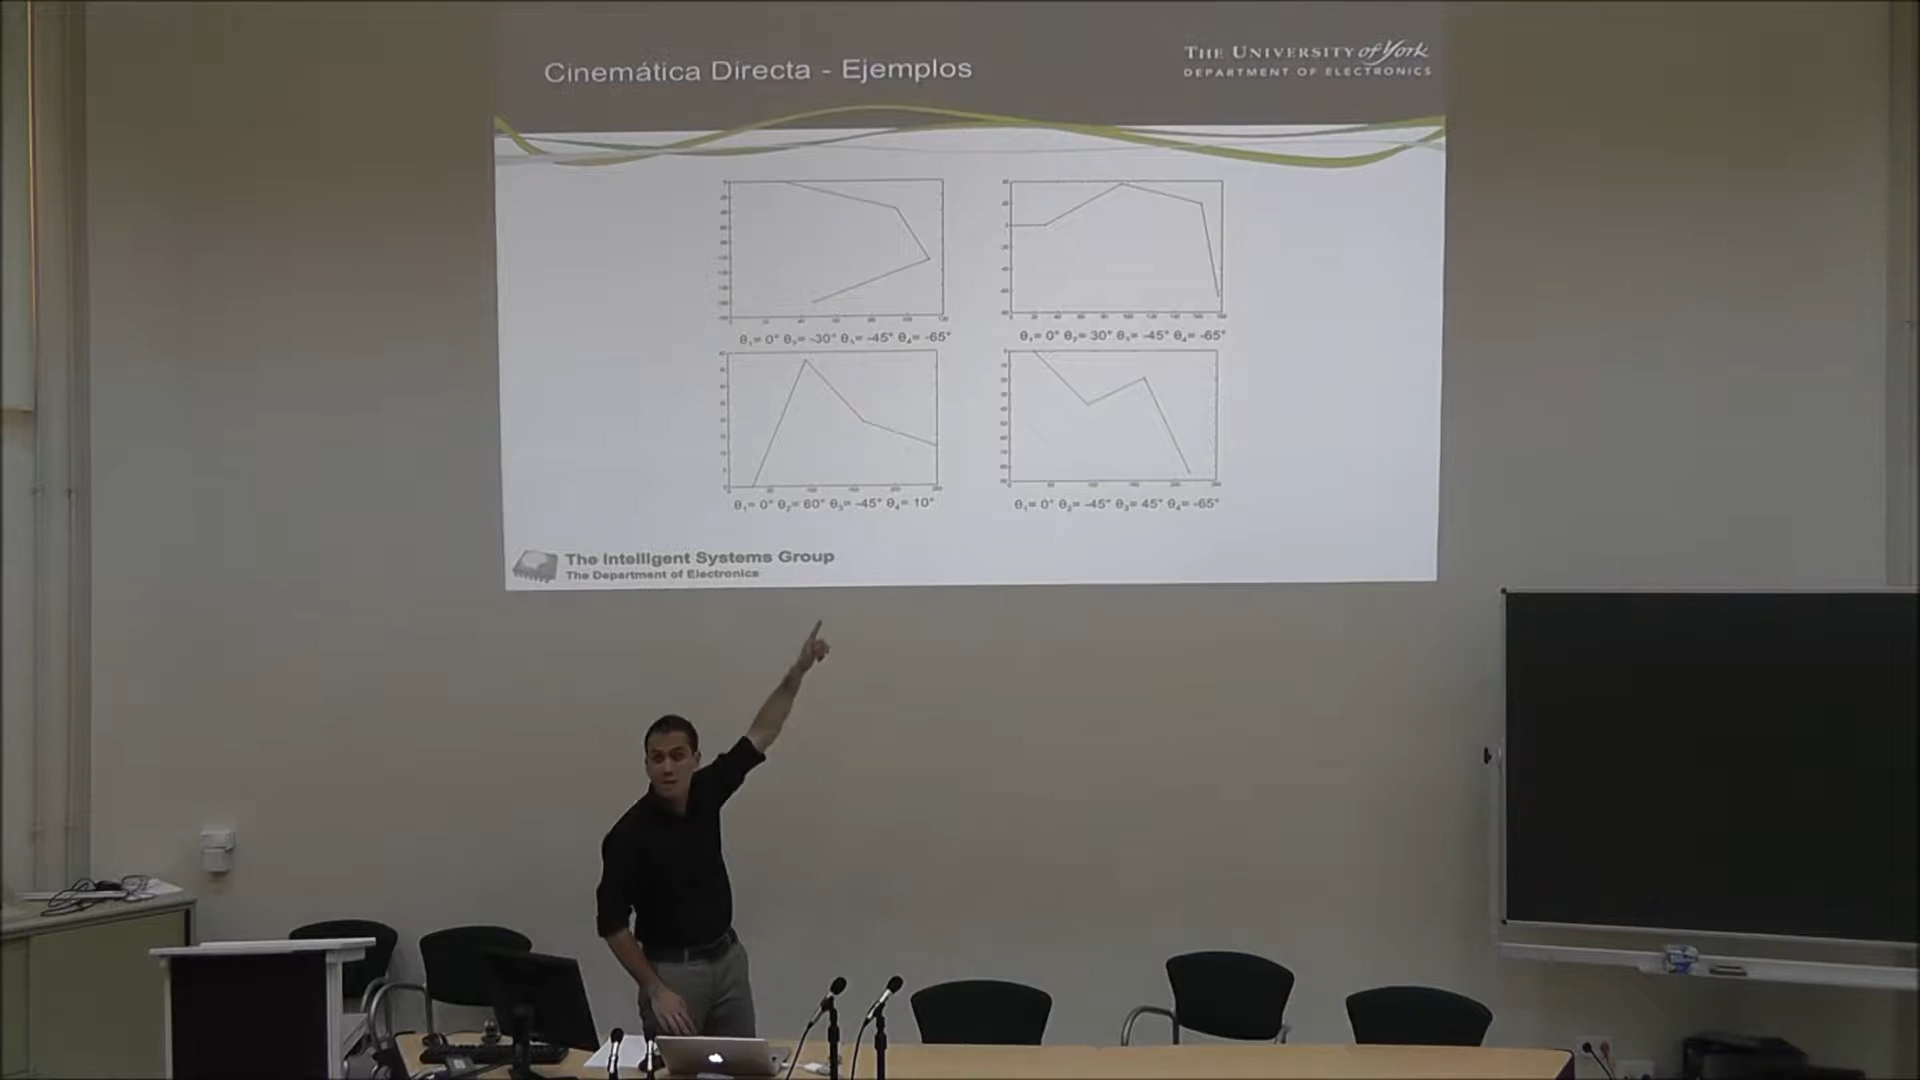 Cinemática Directa - Ejemplos
THE UNIVERSITY of York
DEPARTMENT OF ELECTRONICS
θ₁= 0° θ₂= -30° θ₃= -45° θ₄= -65°
θ₁= 0° θ₂= 30° θ₃= -45° θ₄= -65°
θ₁= 0° θ₂= 60° θ₃= -45° θ₄= 10°
θ₁= 0° θ₂= -45° θ₃= 45° θ₄= -65°
The Intelligent Systems Group
The Department of Electronics